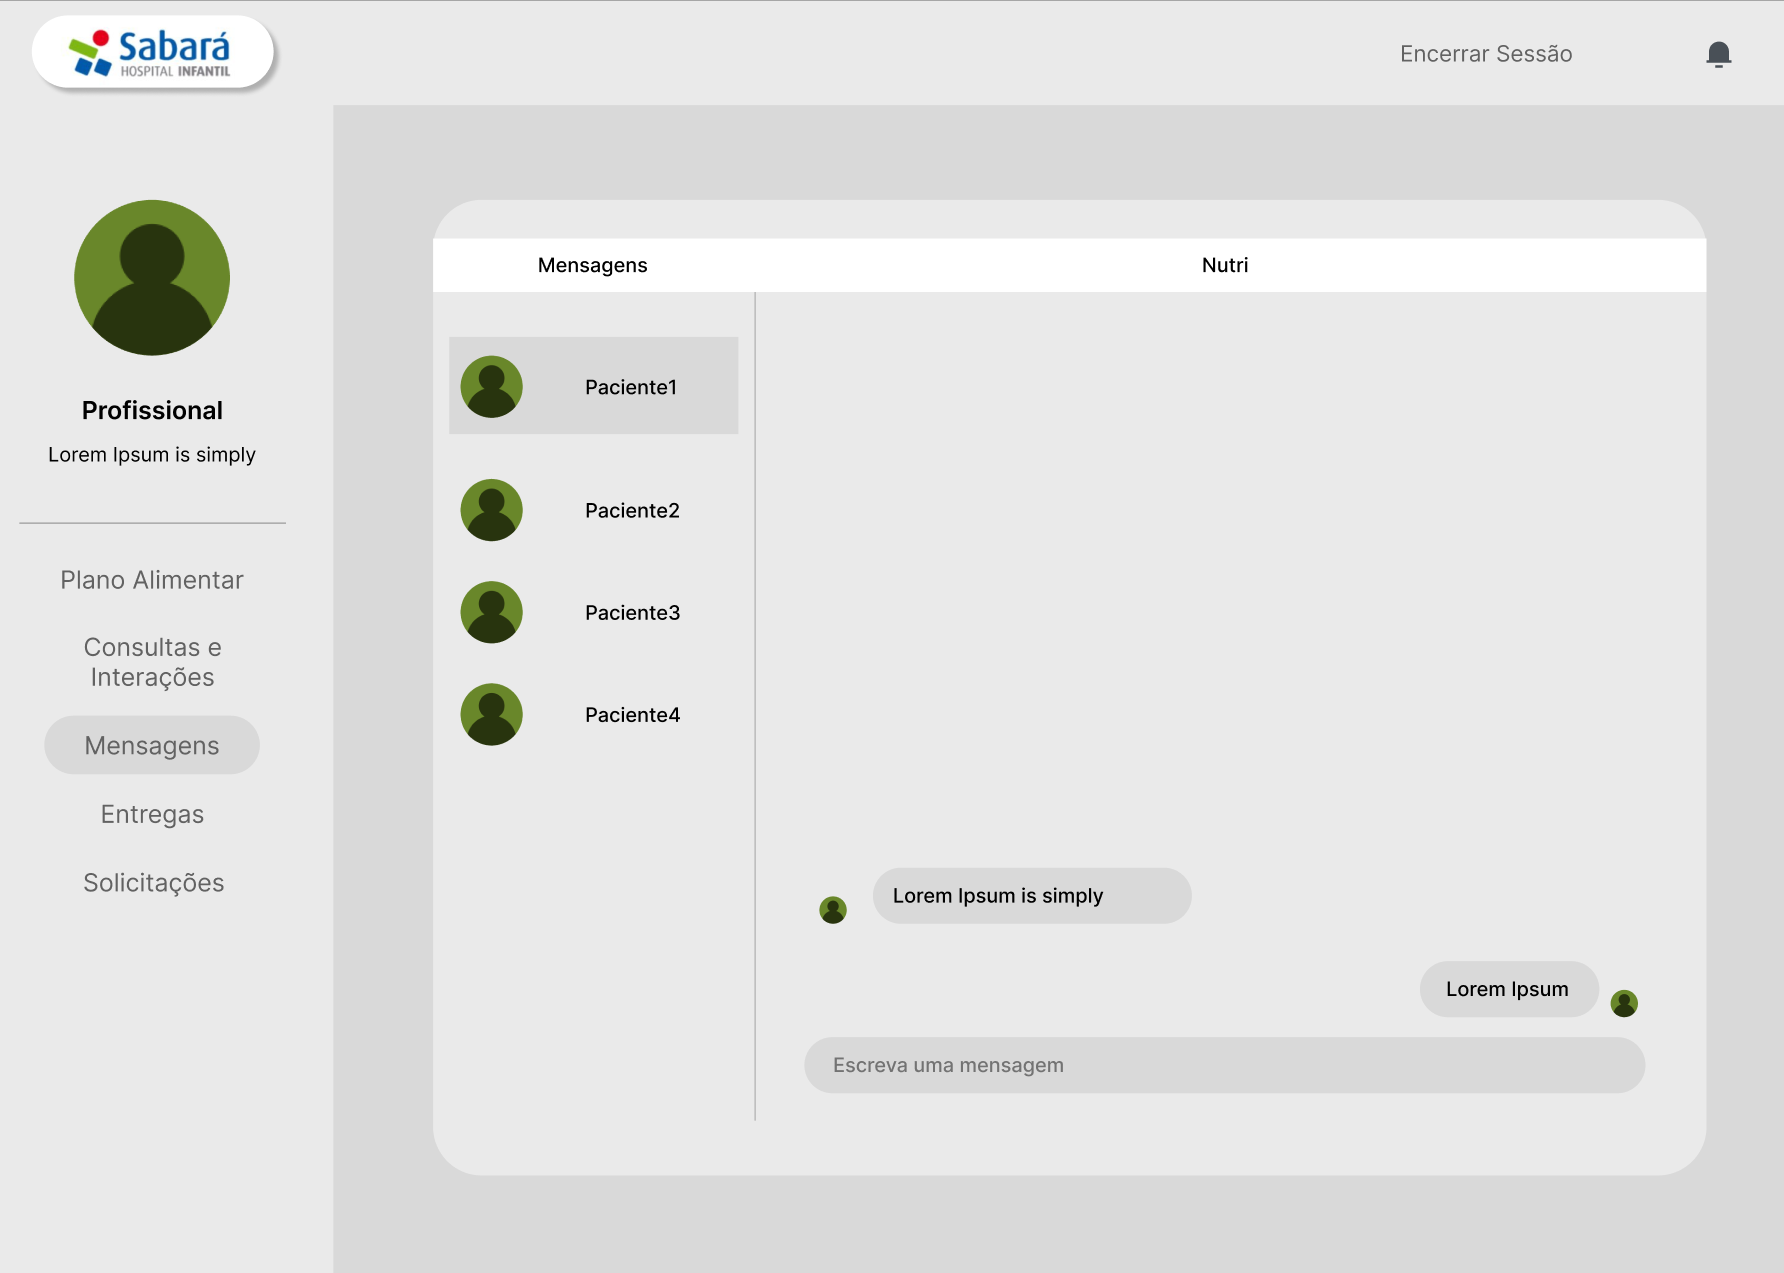 Sabará
HOSPITAL INFANTIL
Encerrar Sessão
Profissional
Lorem Ipsum is simply
Plano Alimentar
Consultas e
Interações
Mensagens
Entregas
Solicitações
Mensagens
Nutri
Paciente1
Paciente2
Paciente3
Paciente4
Lorem Ipsum is simply
Lorem Ipsum
Escreva uma mensagem